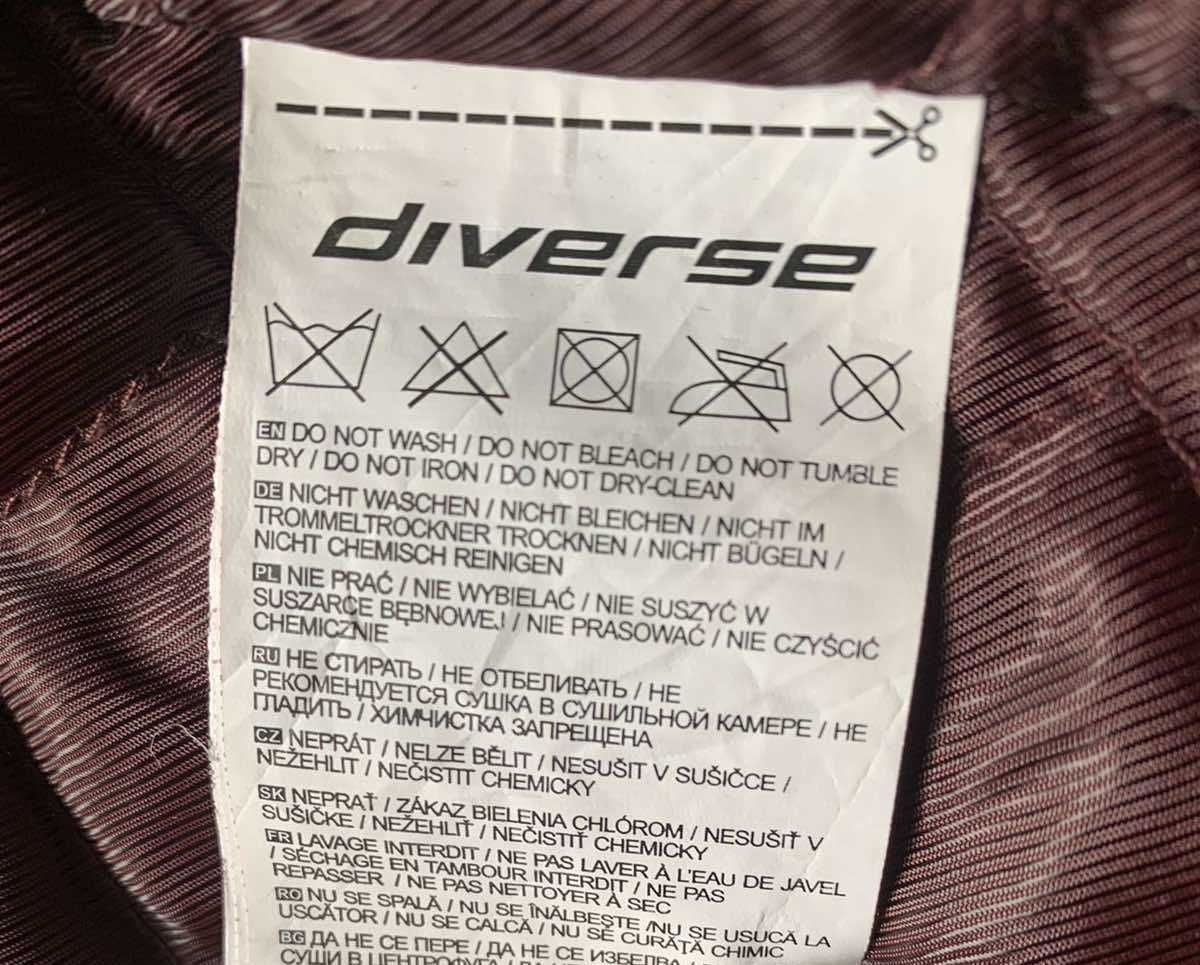 diverse
EN DO NOT WASH / DO NOT BLEACH / DO NOT TUMBLE
DRY / DO NOT IRON / DO NOT DRY-CLEAN
DE NICHT WASCHEN / NICHT BLEICHEN / NICHT IM
TROMMELTROCKNER TROCKNEN / NICHT BÜGELN /
NICHT CHEMISCH REINIGEN
PL NIE PRAĆ / NIE WYBIELAĆ / NIE SUSZYĆ W
SUSZARCE BĘBNOWEJ / NIE PRASOWAĆ / NIE CZYŚCIĆ
CHEMICZNIE
RU НЕ СТИРАТЬ / НЕ ОТБЕЛИВАТЬ / НЕ
РЕКОМЕНДУЕТСЯ СУШКА В СУШИЛЬНОЙ КАМЕРЕ / НЕ
ГЛАДИТЬ / ХИМЧИСТКА ЗАПРЕЩЕНА
CZ NEPRÁT / NELZE BĚLIT / NESUŠIT V SUŠIČCE /
NEŽEHLIT / NEČISTIT CHEMICKY
SK NEPRAŤ / ZÁKAZ BIELENIA CHLÓROM / NESUŠIŤ V
SUŠIČKE / NEŽEHLIŤ / NEČISTIŤ CHEMICKY
FR LAVAGE INTERDIT / NE PAS LAVER À L'EAU DE JAVEL
/ SÉCHAGE EN TAMBOUR INTERDIT / NE PAS
REPASSER / NE PAS NETTOYER À SEC
RO NU SE SPALĂ / NU SE ÎNĂLBEȘTE /NU SE USUCĂ LA
USCĂTOR / NU SE CALCĂ / NU SE CURĂȚĂ CHIMIC
BG ДА НЕ СЕ ПЕРЕ / ДА НЕ СЕ ИЗБЕЛВА / ДА НЕ СЕ
СУШИ В ЦЕНТРОФУГА /